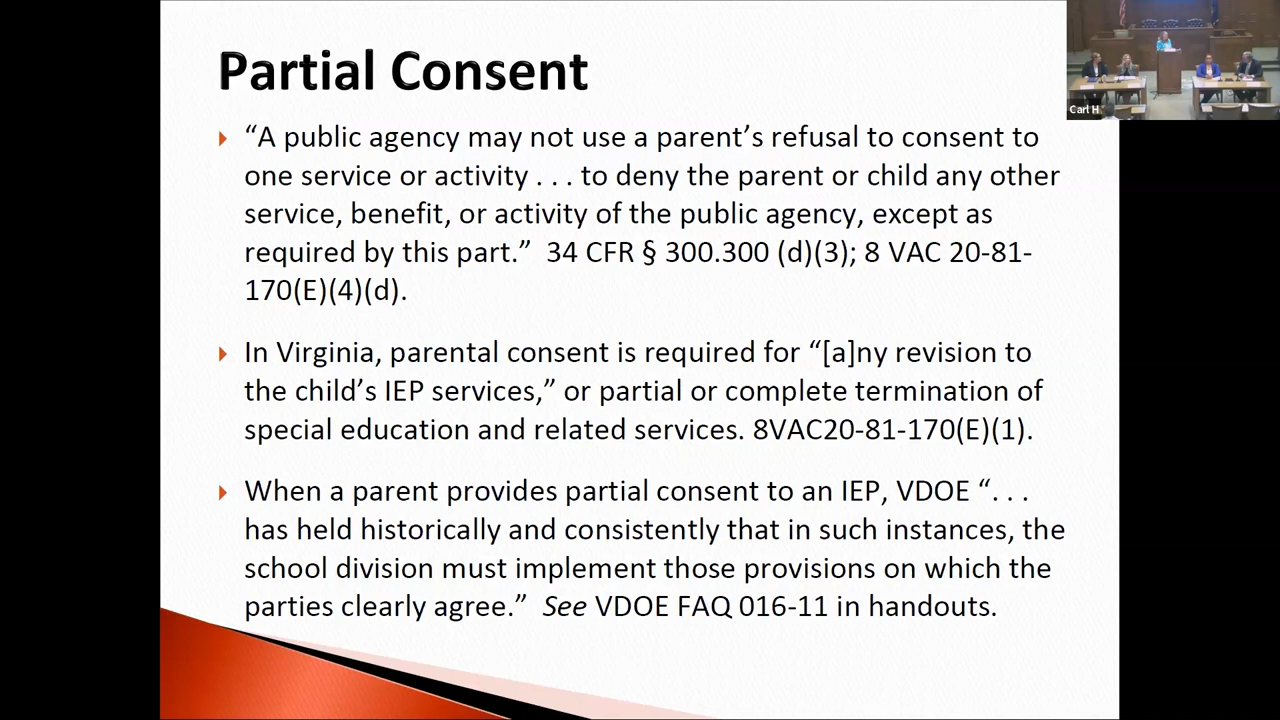 Partial Consent
“A public agency may not use a parent’s refusal to consent to
one service or activity . . . to deny the parent or child any other
service, benefit, or activity of the public agency, except as
required by this part.”  34 CFR § 300.300 (d)(3); 8 VAC 20-81-
170(E)(4)(d).
In Virginia, parental consent is required for “[a]ny revision to
the child’s IEP services,” or partial or complete termination of
special education and related services. 8VAC20-81-170(E)(1).
When a parent provides partial consent to an IEP, VDOE “. . .
has held historically and consistently that in such instances, the
school division must implement those provisions on which the
parties clearly agree.”  See VDOE FAQ 016-11 in handouts.
Carl H.